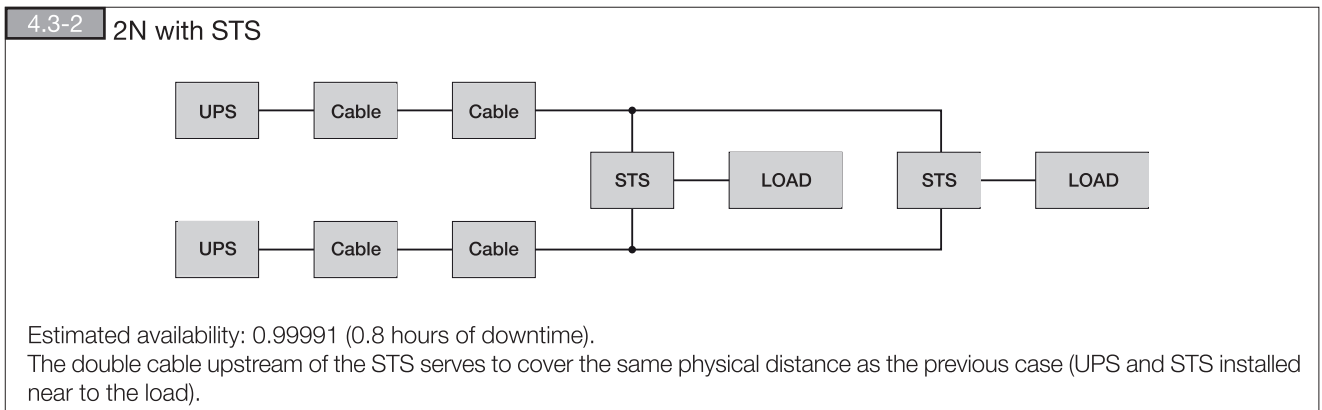 4.3-2 2N with STS
UPS Cable Cable
STS LOAD STS LOAD
UPS Cable Cable
Estimated availability: 0.99991 (0.8 hours of downtime).
The double cable upstream of the STS serves to cover the same physical distance as the previous case (UPS and STS installed
near to the load).